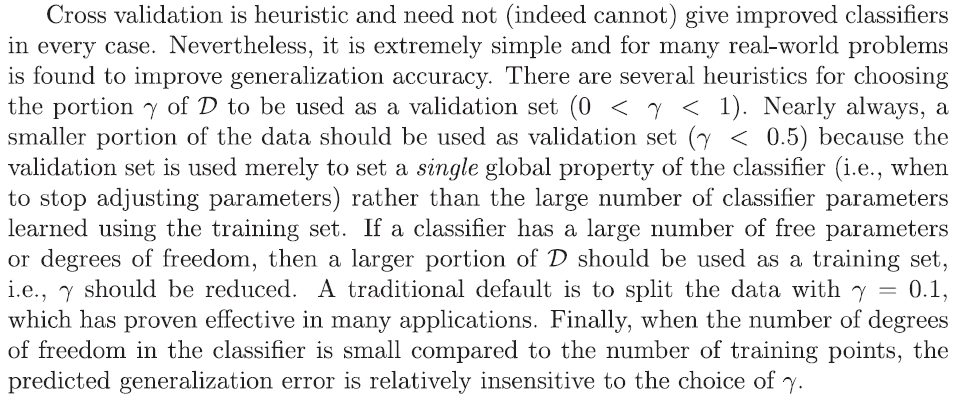 Cross validation is heuristic and need not (indeed cannot) give improved classifiers
in every case. Nevertheless, it is extremely simple and for many real-world problems
is found to improve generalization accuracy. There are several heuristics for choosing
the portion γ of 𝒟 to be used as a validation set (0 < γ < 1). Nearly always, a
smaller portion of the data should be used as validation set (γ < 0.5) because the
validation set is used merely to set a single global property of the classifier (i.e., when
to stop adjusting parameters) rather than the large number of classifier parameters
learned using the training set. If a classifier has a large number of free parameters
or degrees of freedom, then a larger portion of 𝒟 should be used as a training set,
i.e., γ should be reduced. A traditional default is to split the data with γ = 0.1,
which has proven effective in many applications. Finally, when the number of degrees
of freedom in the classifier is small compared to the number of training points, the
predicted generalization error is relatively insensitive to the choice of γ.